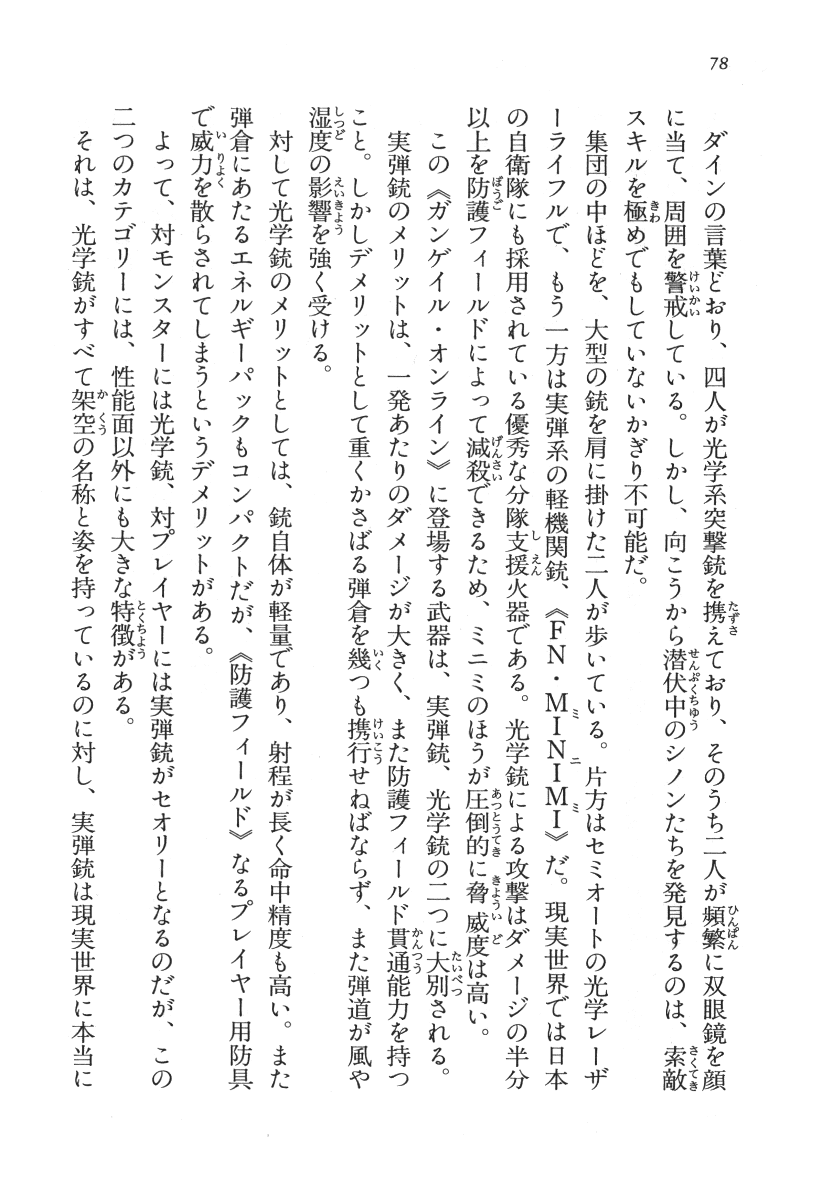 78
　ダインの言葉どおり、四人が光学系突撃銃を携えており、そのうち二人が頻繁に双眼鏡を顔
に当て、周囲を警戒している。しかし、向こうから潜伏中のシノンたちを発見するのは、索敵
スキルを極めでもしていないかぎり不可能だ。
　集団の中ほどを、大型の銃を肩に掛けた二人が歩いている。片方はセミオートの光学レーザ
ーライフルで、もう一方は実弾系の軽機関銃、《FN・MINIMI》だ。現実世界では日本
の自衛隊にも採用されている優秀な分隊支援火器である。光学銃による攻撃はダメージの半分
以上を防護フィールドによって減殺できるため、ミニミのほうが圧倒的に脅威度は高い。
　この《ガンゲイル・オンライン》に登場する武器は、実弾銃、光学銃の二つに大別される。
　実弾銃のメリットは、一発あたりのダメージが大きく、また防護フィールド貫通能力を持つ
こと。しかしデメリットとして重くかさばる弾倉を幾つも携行せねばならず、また弾道が風や
湿度の影響を強く受ける。
　対して光学銃のメリットとしては、銃自体が軽量であり、射程が長く命中精度も高い。また
弾倉にあたるエネルギーパックもコンパクトだが、《防護フィールド》なるプレイヤー用防具
で威力を散らされてしまうというデメリットがある。
　よって、対モンスターには光学銃、対プレイヤーには実弾銃がセオリーとなるのだが、この
二つのカテゴリーには、性能面以外にも大きな特徴がある。
　それは、光学銃がすべて架空の名称と姿を持っているのに対し、実弾銃は現実世界に本当に